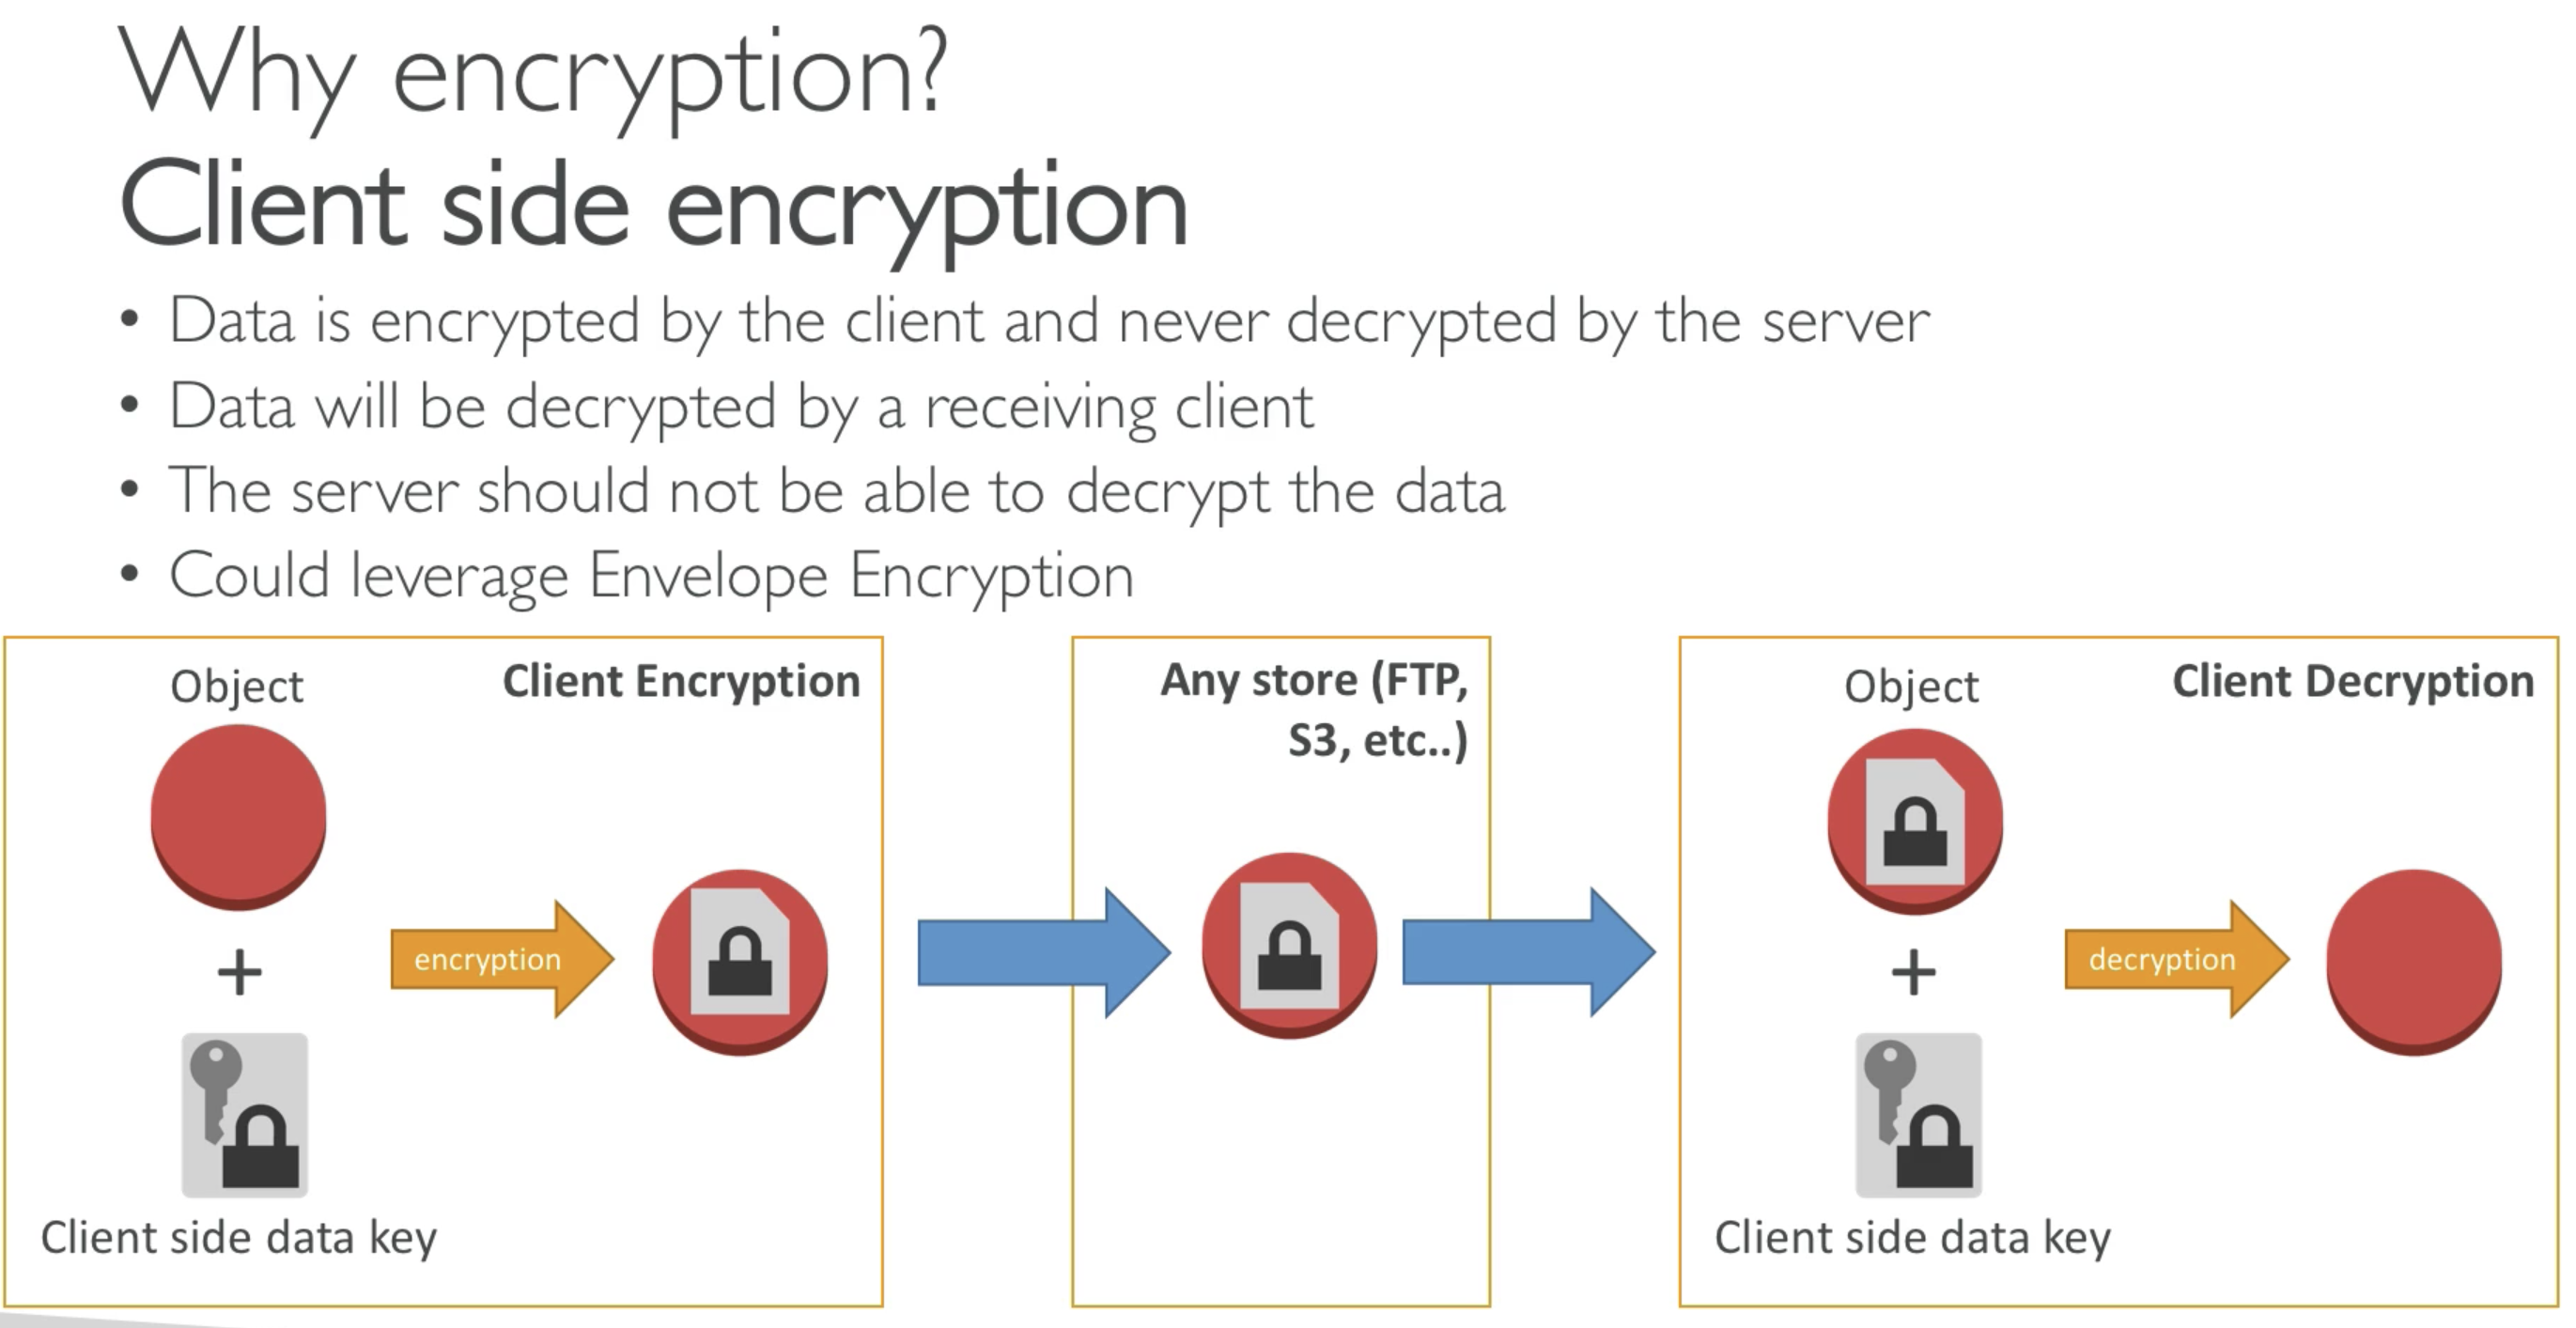 Why encryption?
Client side encryption
• Data is encrypted by the client and never decrypted by the server
• Data will be decrypted by a receiving client
• The server should not be able to decrypt the data
• Could leverage Envelope Encryption
Object
Client Encryption
+
encryption
Client side data key
Any store (FTP,
S3, etc..)
Object
Client Decryption
+
decryption
Client side data key